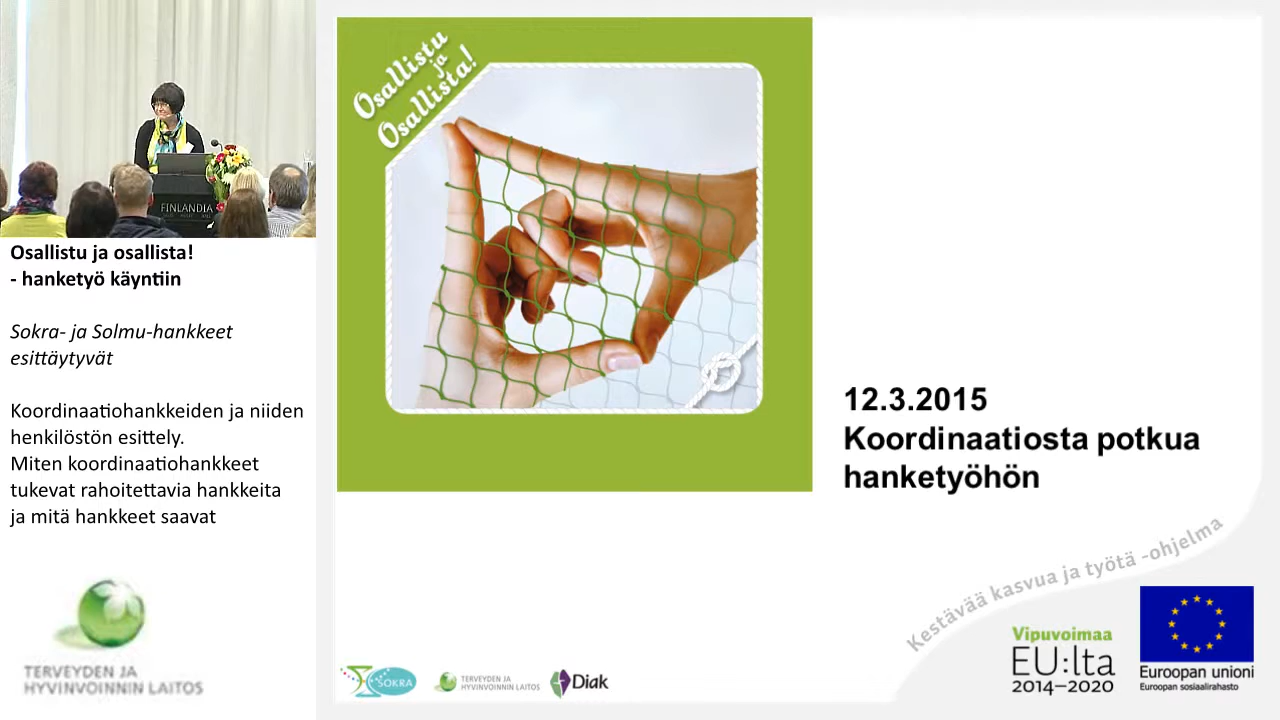 FINLANDIA
Osallistu ja osallista!
- hanketyö käyntiin
Sokra- ja Solmu-hankkeet
esittäytyvät
Koordinaatiohankkeiden ja niiden
henkilöstön esittely.
Miten koordinaatiohankkeet
tukevat rahoitettavia hankkeita
ja mitä hankkeet saavat
TERVEYDEN JA
HYVINVOINNIN LAITOS
Osallistu
ja
Osallista!
12.3.2015
Koordinaatiosta potkua
hanketyöhön
Kestävää kasvua ja työtä -ohjelma
SOKRA
TERVEYDEN JA
HYVINVOINNIN LAITOS
Diak
Vipuvoimaa
EU:lta
2014–2020
Euroopan unioni
Euroopan sosiaalirahasto